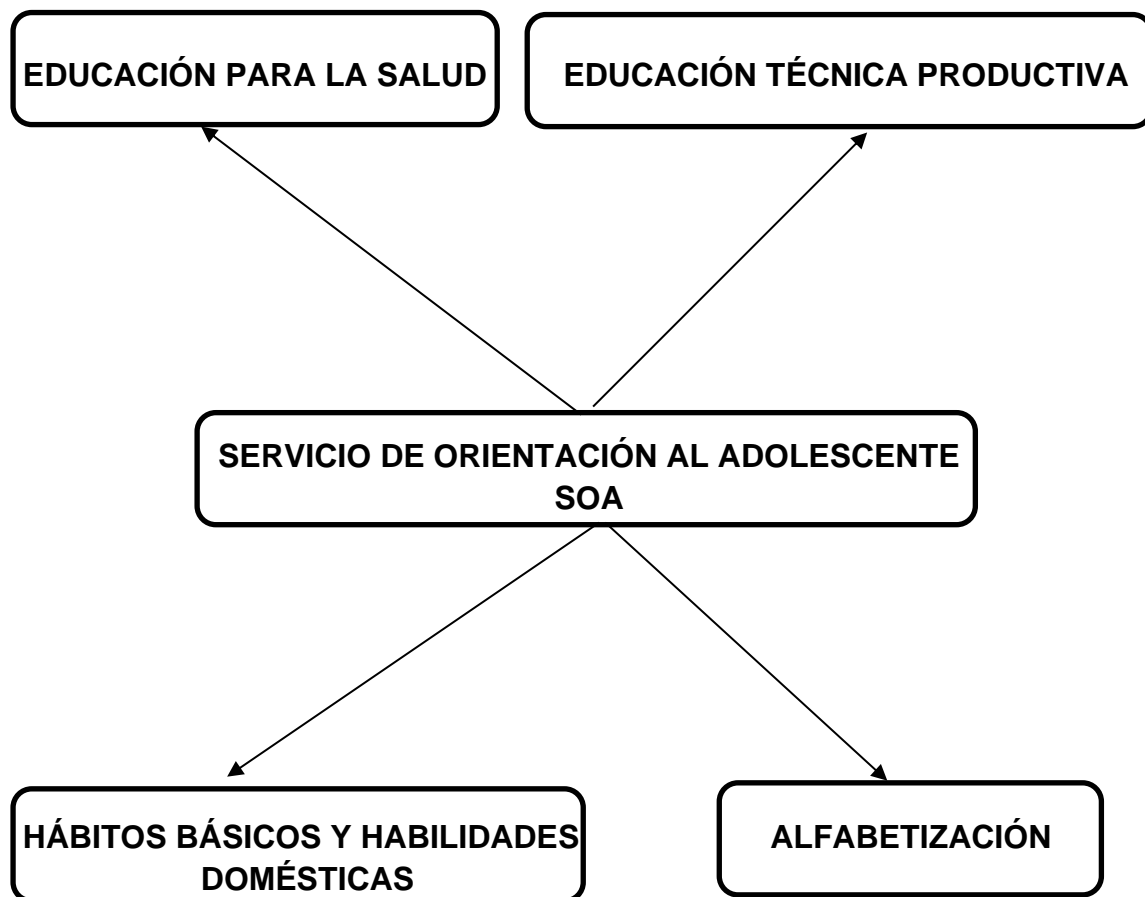 EDUCACIÓN PARA LA SALUD
EDUCACIÓN TÉCNICA PRODUCTIVA
SERVICIO DE ORIENTACIÓN AL ADOLESCENTE
SOA
HÁBITOS BÁSICOS Y HABILIDADES
DOMÉSTICAS
ALFABETIZACIÓN